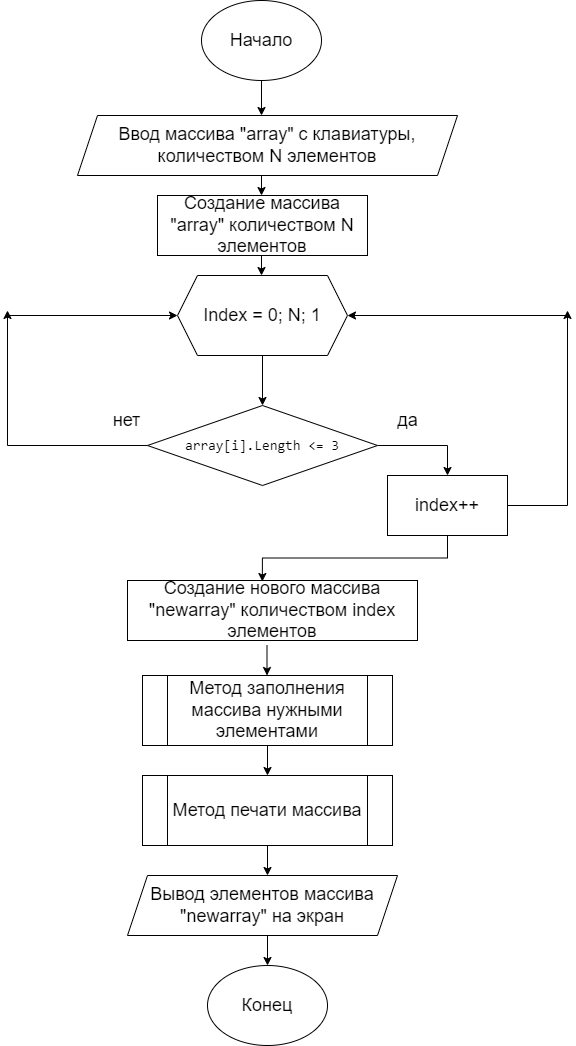 Начало
Ввод массива "array" с клавиатуры,
количеством N элементов
Создание массива
"array" количеством N
элементов
Index = 0; N; 1
нет
да
array[i].Length <= 3
index++
Создание нового массива
"newarray" количеством index
элементов
Метод заполнения
массива нужными
элементами
Метод печати массива
Вывод элементов массива
"newarray" на экран
Конец